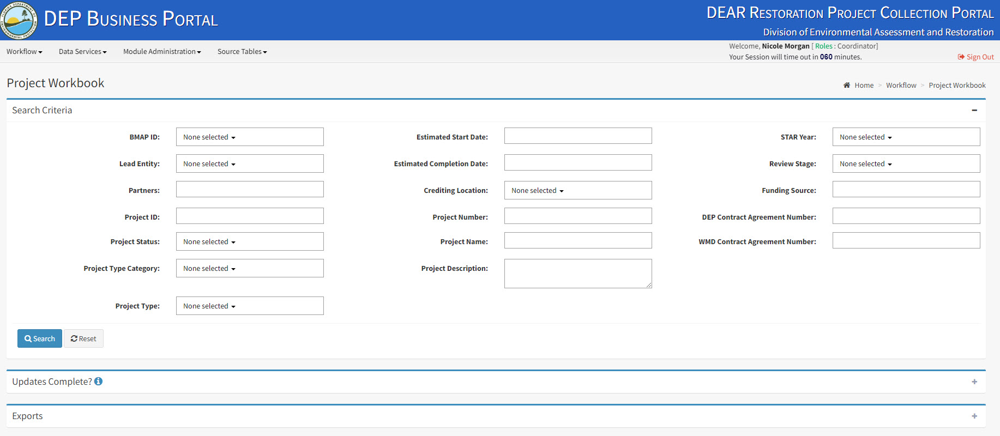 FLORIDA DEPARTMENT OF ENVIRONMENTAL PROTECTION
DEP BUSINESS PORTAL
DEAR RESTORATION PROJECT COLLECTION PORTAL
Division of Environmental Assessment and Restoration
Workflow Data Services Module Administration Source Tables
Welcome, Nicole Morgan [ Roles : Coordinator]
Your Session will time out in 060 minutes.
Sign Out
Project Workbook
Home > Workflow > Project Workbook
Search Criteria
BMAP ID: None selected Estimated Start Date: STAR Year: None selected
Lead Entity: None selected Estimated Completion Date: Review Stage: None selected
Partners: Crediting Location: None selected Funding Source:
Project ID: Project Number: DEP Contract Agreement Number:
Project Status: None selected Project Name: WMD Contract Agreement Number:
Project Type Category: None selected Project Description:
Project Type: None selected
Search Reset
Updates Complete?
Exports